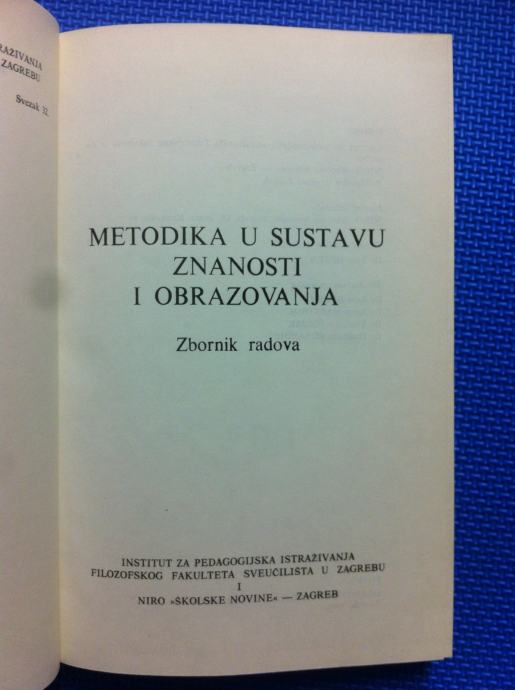 RAŽIVANJA
ZAGREBU
Svezak 32.
METODIKA U SUSTAVU
ZNANOSTI
I OBRAZOVANJA
Zbornik radova
INSTITUT ZA PEDAGOGIJSKA ISTRAŽIVANJA
FILOZOFSKOG FAKULTETA SVEUČILIŠTA U ZAGREBU
I
NIRO »ŠKOLSKE NOVINE« — ZAGREB